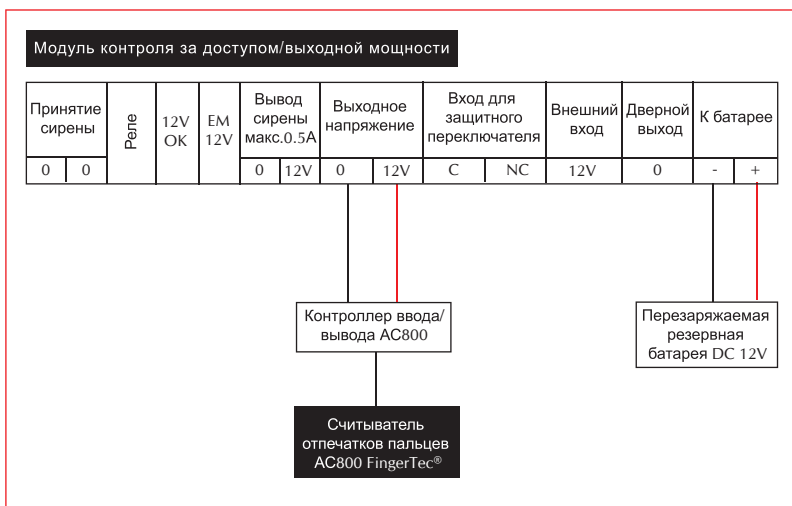 Модуль контроля за доступом/выходной мощности
Принятие
сирены
Реле
12V
OK
EM
12V
Вывод
сирены
макс.0.5A
Выходное
напряжение
Вход для
защитного
переключателя
Внешний
вход
Дверной
выход
К батарее
0 0 0 12V 0 12V C NC 12V 0 - +
Контроллер ввода/
вывода AC800
Перезаряжаемая
резервная
батарея DC 12V
Считыватель
отпечатков пальцев
AC800 FingerTec®